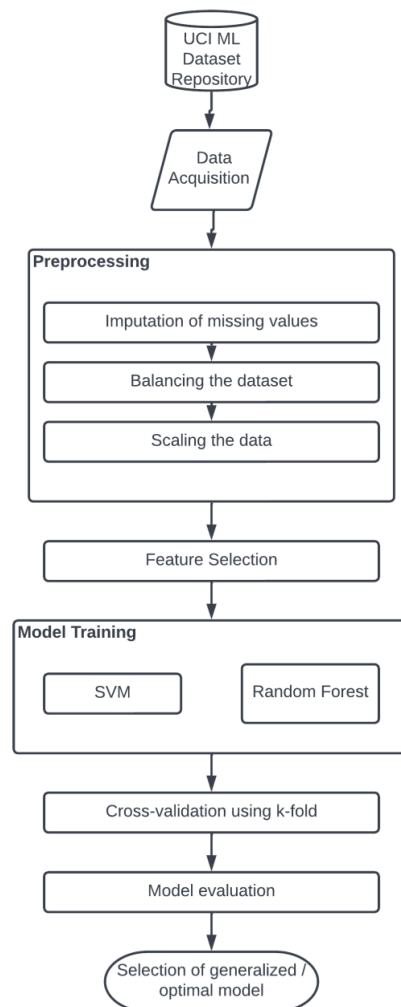 UCI ML
Dataset
Repository
Data
Acquisition
Preprocessing
Imputation of missing values
Balancing the dataset
Scaling the data
Feature Selection
Model Training
SVM
Random Forest
Cross-validation using k-fold
Model evaluation
Selection of generalized /
optimal model